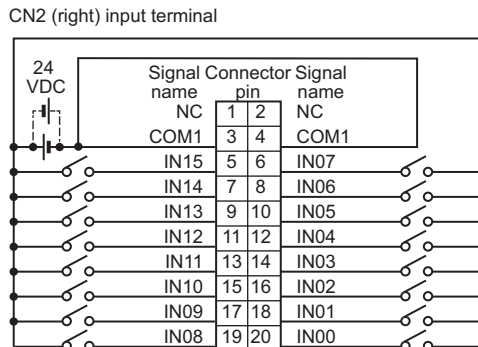 CN2 (right) input terminal
24
VDC
Signal Connector Signal
name pin name
NC 1 2 NC
COM1 3 4 COM1
IN15 5 6 IN07
IN14 7 8 IN06
IN13 9 10 IN05
IN12 11 12 IN04
IN11 13 14 IN03
IN10 15 16 IN02
IN09 17 18 IN01
IN08 19 20 IN00